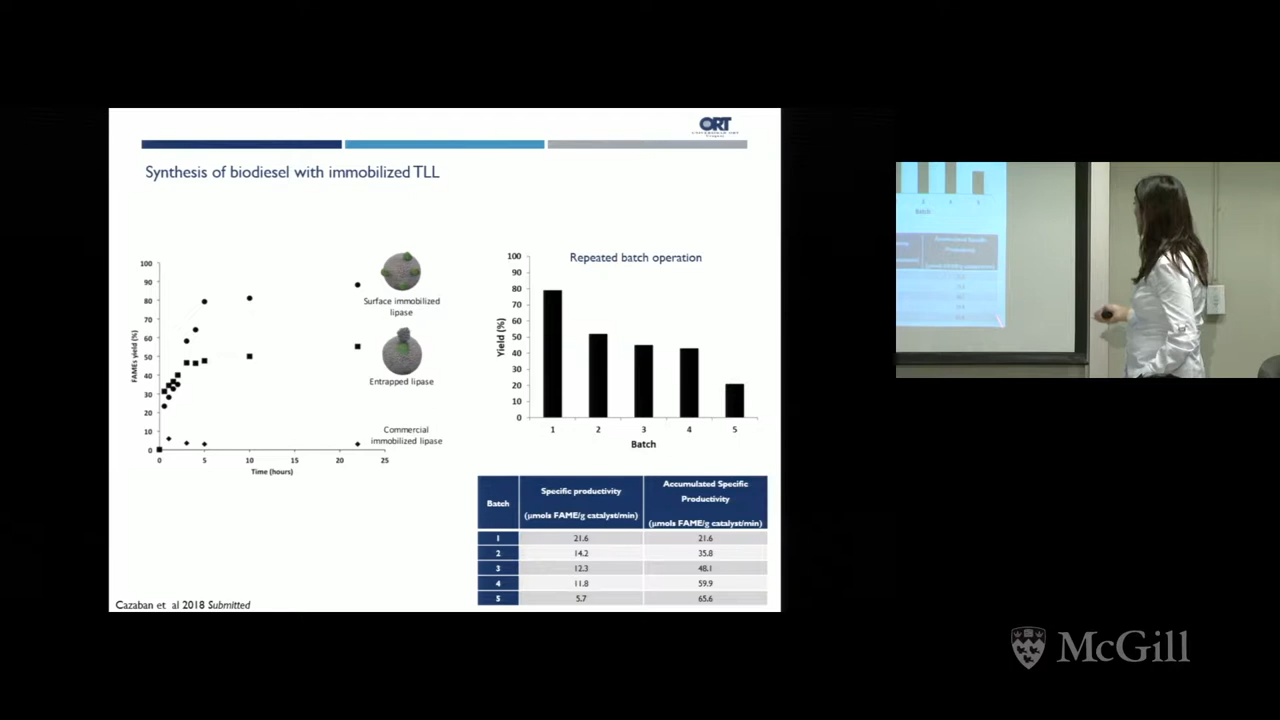 ORT
Synthesis of biodiesel with immobilized TLL
100
90
80
70
60
50
40
30
20
10
0
FAMEs yield (%)
0 5 10 15 20 25
Time (hours)
Surface immobilized
lipase
Entrapped lipase
Commercial
immobilized lipase
Repeated batch operation
100
90
80
70
60
50
40
30
20
10
0
Yield (%)
1 2 3 4 5
Batch
Batch Specific productivity (µmols FAME/g catalyst/min) Accumulated Specific Productivity (µmols FAME/g catalyst/min)
1 21.6 21.6
2 14.2 35.8
3 12.3 48.1
4 11.8 59.9
5 5.7 65.6
Cazaban et al 2018 Submitted
Batch
McGill